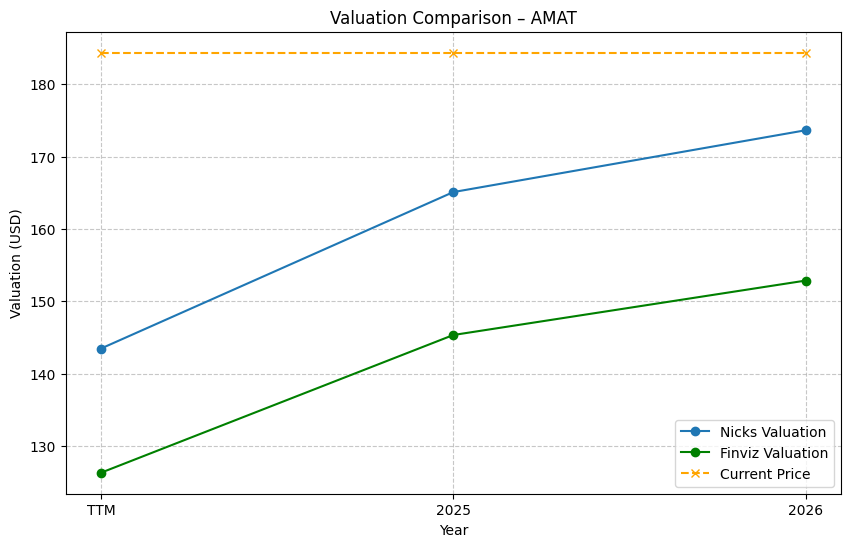 Valuation Comparison – AMAT
Valuation (USD)
180
170
160
150
140
130
TTM
2025
2026
Year
Nicks Valuation
Finviz Valuation
Current Price